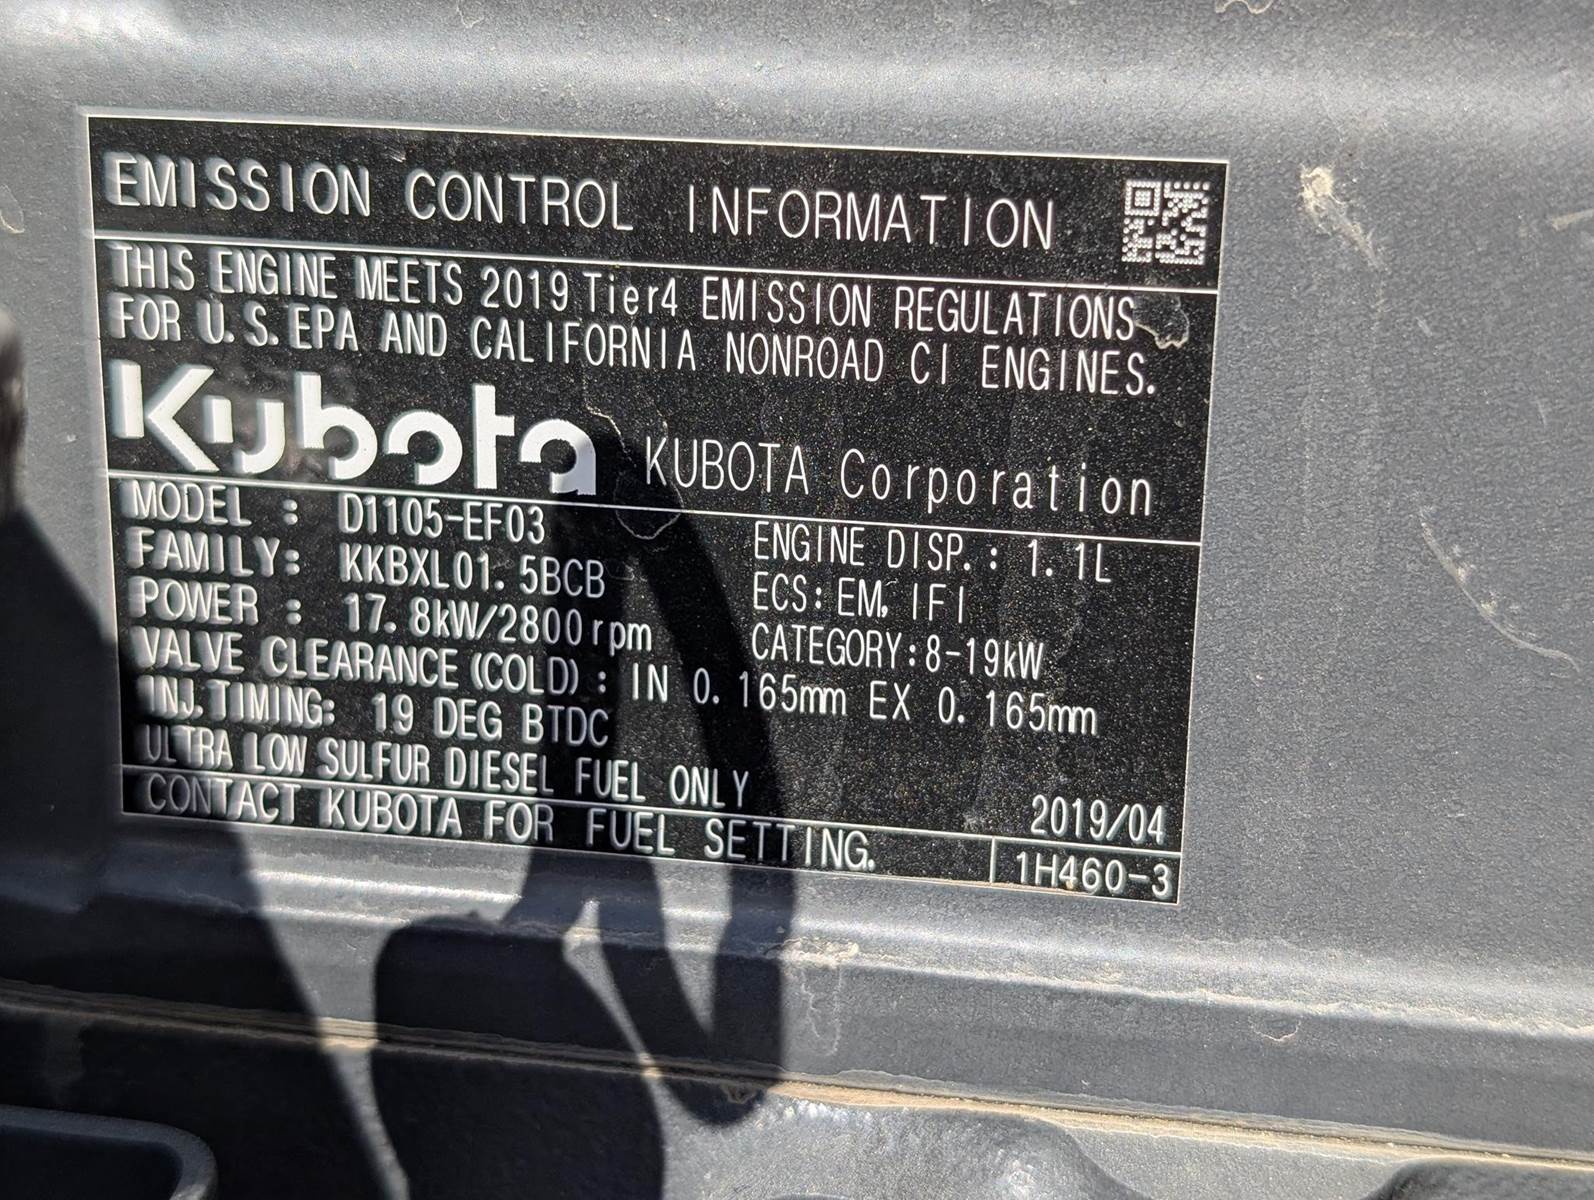 EMISSION CONTROL INFORMATION
THIS ENGINE MEETS 2019 Tier4 EMISSION REGULATIONS
FOR U.S.EPA AND CALIFORNIA NONROAD CI ENGINES.
Kubota KUBOTA Corporation
MODEL : D1105-EF03 ENGINE DISP.: 1.1L
FAMILY: KKBXL01.5BCB ECS: EM, IFI
POWER : 17.8kW/2800rpm CATEGORY:8-19kW
VALVE CLEARANCE(COLD): IN 0.165mm EX 0.165mm
INJ.TIMING: 19 DEG BTDC
ULTRA LOW SULFUR DIESEL FUEL ONLY 2019/04
CONTACT KUBOTA FOR FUEL SETTING. 1H460-3